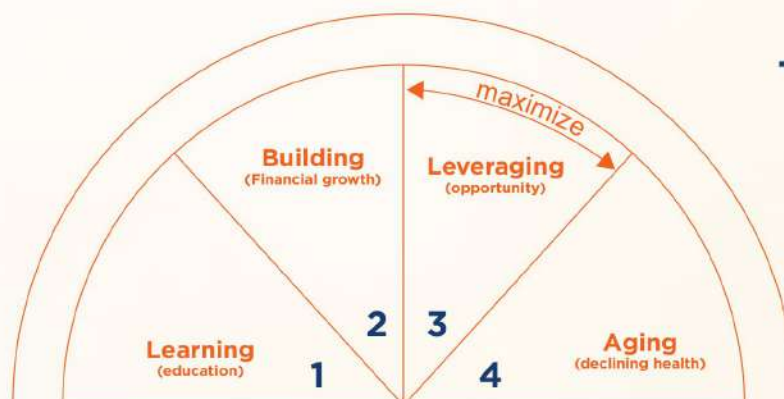 maximize
Building
(Financial growth)
Leveraging
(opportunity)
2
3
Learning
(education)
1
Aging
(declining health)
4